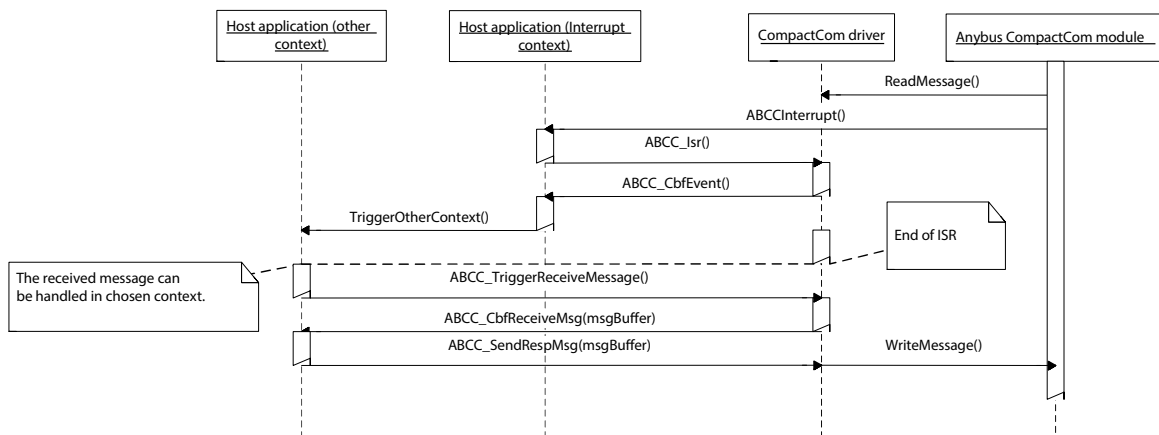 Host application (other
context)
Host application (Interrupt
context)
CompactCom driver
Anybus CompactCom module
ReadMessage()
ABCCInterrupt()
ABCC_Isr()
ABCC_CbfEvent()
TriggerOtherContext()
End of ISR
The received message can
be handled in chosen context.
ABCC_TriggerReceiveMessage()
ABCC_CbfReceiveMsg(msgBuffer)
ABCC_SendRespMsg(msgBuffer)
WriteMessage()